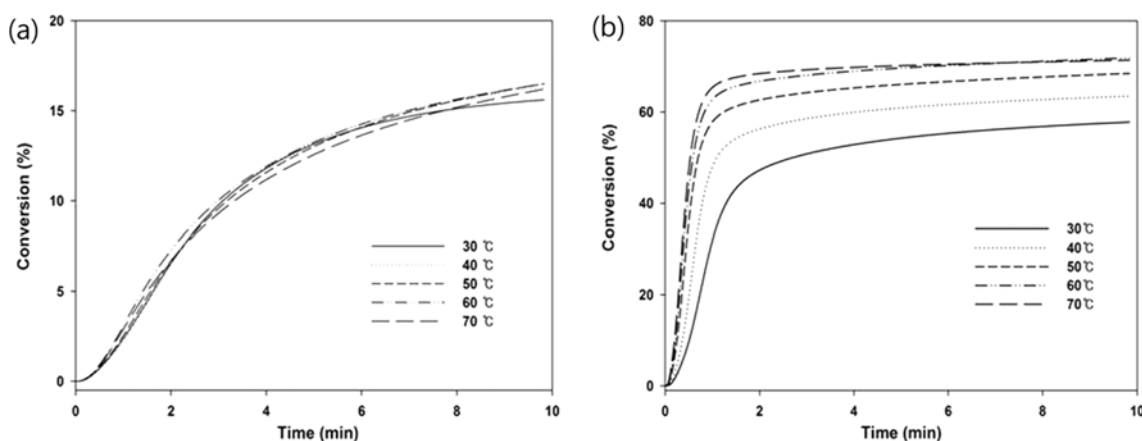 (a)
20
15
10
5
0
Conversion (%)
30 ℃
40 ℃
50 ℃
60 ℃
70 ℃
0 2 4 6 8 10
Time (min)
(b)
80
60
40
20
0
Conversion (%)
30℃
40℃
50℃
60℃
70℃
0 2 4 6 8 10
Time (min)